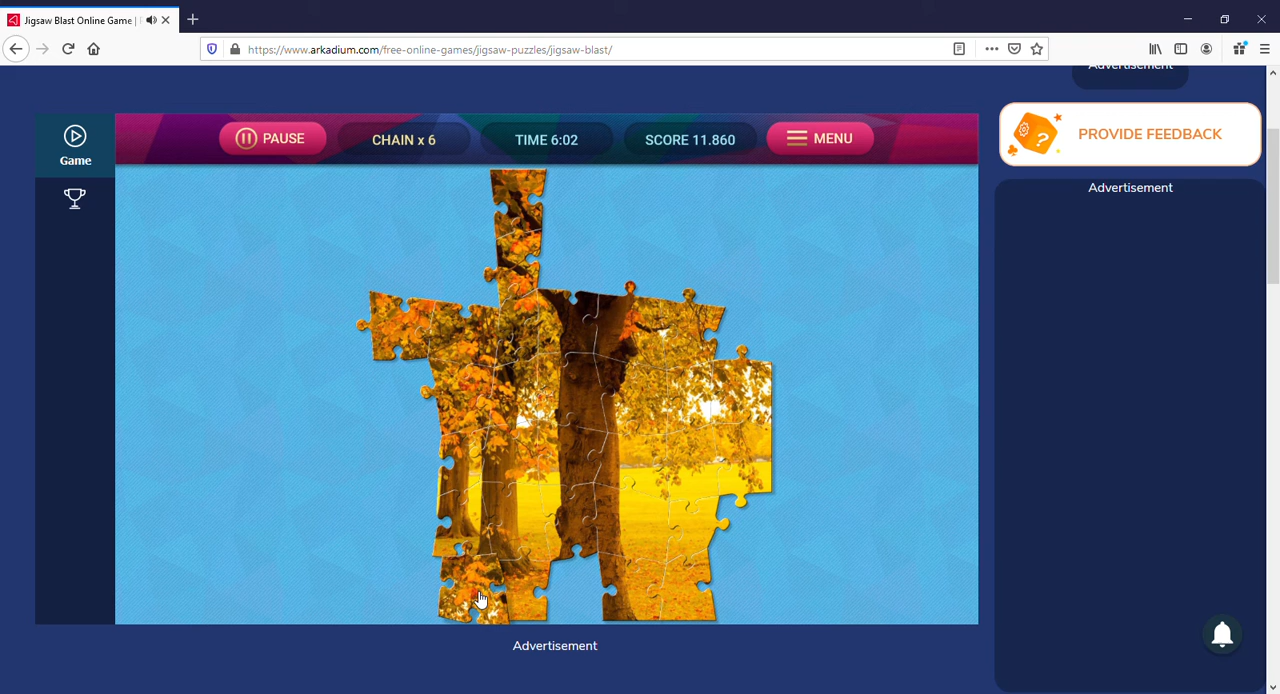 Jigsaw Blast Online Game |
https://www.arkadium.com/free-online-games/jigsaw-puzzles/jigsaw-blast/
Advertisement
Game
PAUSE
CHAIN x 6
TIME 6:02
SCORE 11.860
MENU
PROVIDE FEEDBACK
Advertisement
Advertisement